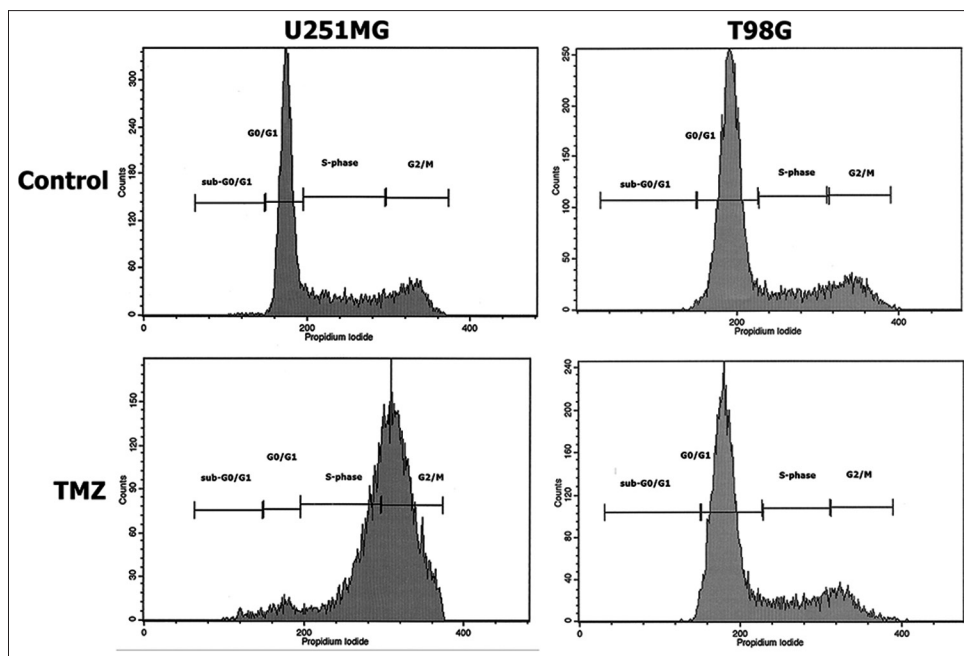 U251MG
T98G
Control
Counts
0 60 120 180 240 300
sub-G0/G1
G0/G1
S-phase
G2/M
0 200 400
Propidium Iodide
Counts
0 50 100 150 200 250
sub-G0/G1
G0/G1
S-phase
G2/M
0 200 400
Propidium Iodide
TMZ
Counts
0 30 60 90 120 150
sub-G0/G1
G0/G1
S-phase
G2/M
0 200 400
Propidium Iodide
Counts
0 40 80 120 160 200 240
sub-G0/G1
G0/G1
S-phase
G2/M
0 200 400
Propidium Iodide